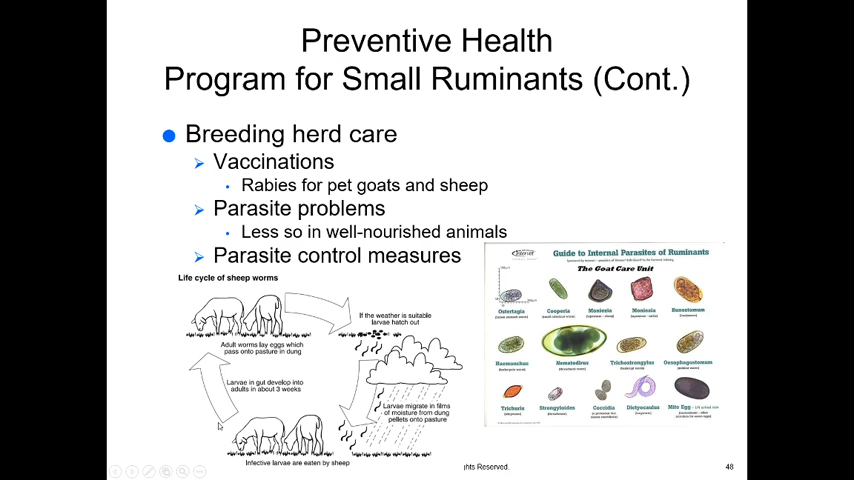 Preventive Health
Program for Small Ruminants (Cont.)
Breeding herd care
Vaccinations
Rabies for pet goats and sheep
Parasite problems
Less so in well-nourished animals
Parasite control measures
Life cycle of sheep worms
If the weather is suitable
larvae hatch out
Adult worms lay eggs which
pass onto pasture in dung
Larvae in gut develop into
adults in about 3 weeks
Larvae migrate in films
of moisture from dung
pellets onto pasture
Infective larvae are eaten by sheep
Guide to Internal Parasites of Ruminants
The Goat Care Unit
Ostertagia
Cooperia
Moniezia
Moniezia
Bunostomum
Haemonchus
Nematodirus
Trichostrongylus
Oesophagostomum
Trichuris
Strongyloides
Coccidia
Dictyocaulus
Mite Egg
ghts Reserved.
48